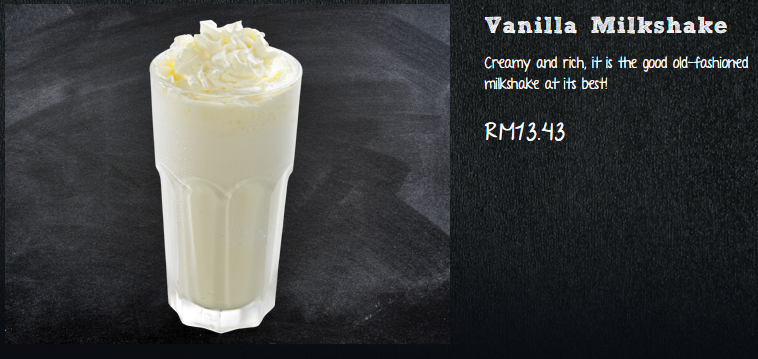 Vanilla Milkshake
Creamy and rich, it is the good old-fashioned
milkshake at its best!
RM13.43